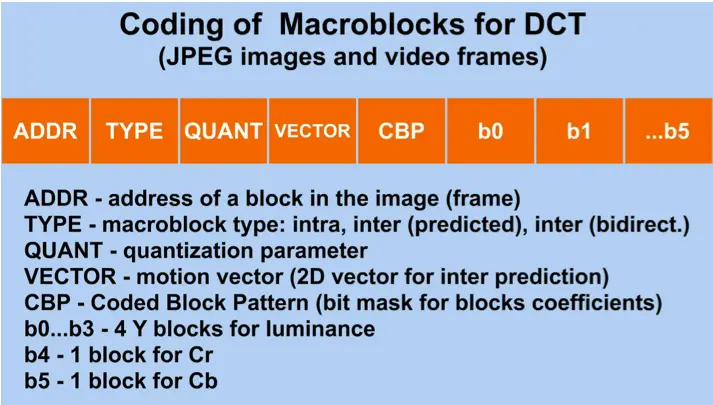 Coding of Macroblocks for DCT
(JPEG images and video frames)
ADDR TYPE QUANT VECTOR CBP b0 b1 ...b5
ADDR - address of a block in the image (frame)
TYPE - macroblock type: intra, inter (predicted), inter (bidirect.)
QUANT - quantization parameter
VECTOR - motion vector (2D vector for inter prediction)
CBP - Coded Block Pattern (bit mask for blocks coefficients)
b0...b3 - 4 Y blocks for luminance
b4 - 1 block for Cr
b5 - 1 block for Cb